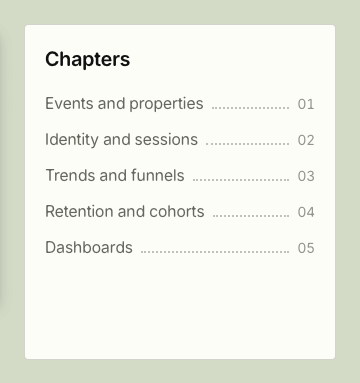 Chapters
Events and properties 01
Identity and sessions 02
Trends and funnels 03
Retention and cohorts 04
Dashboards 05